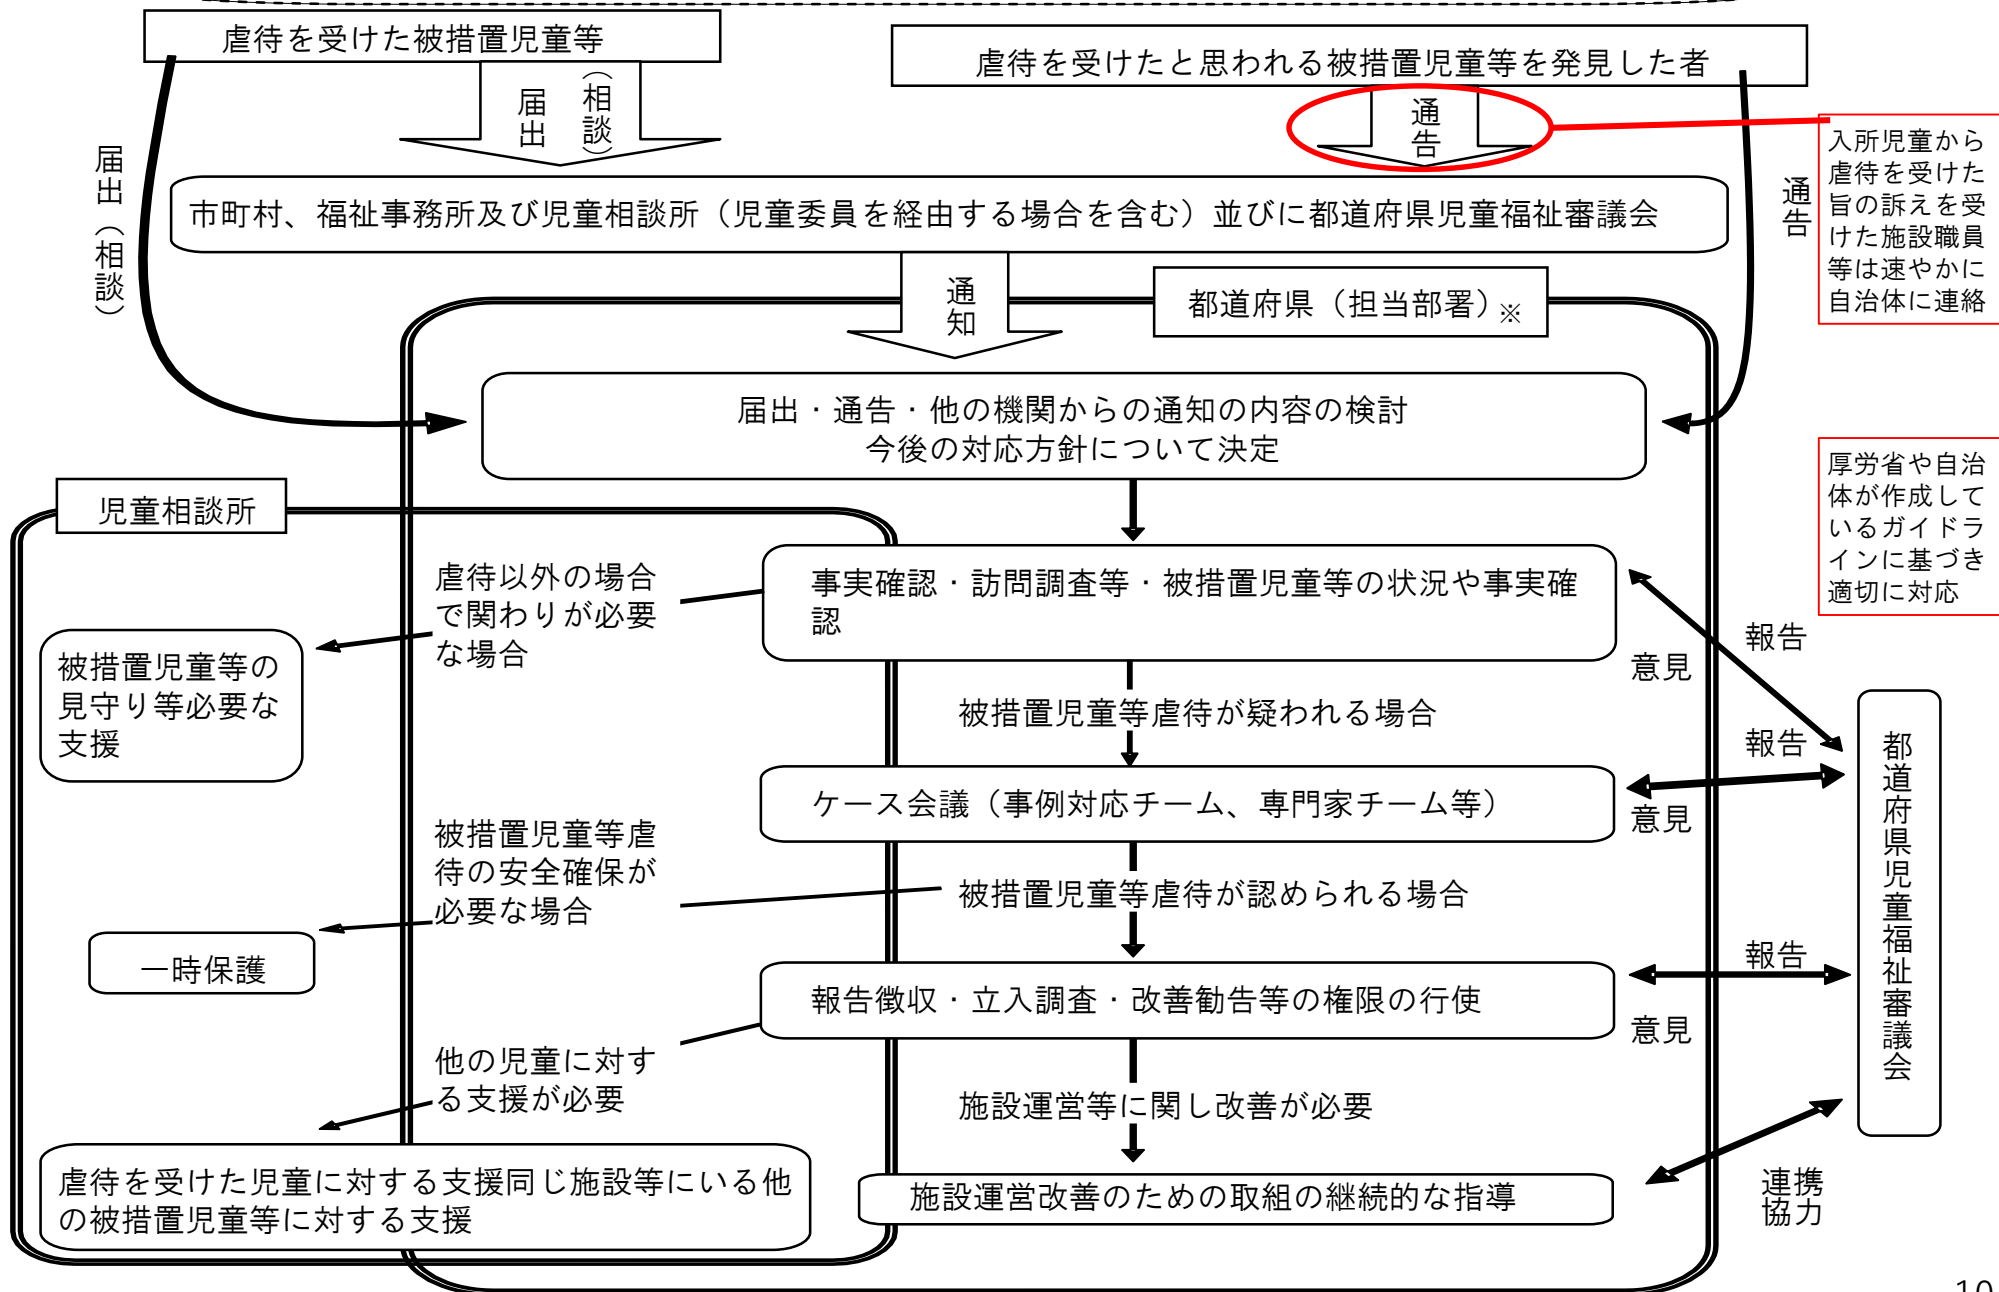 虐待を受けた被措置児童等
虐待を受けたと思われる被措置児童等を発見した者
届出
（相談）
通告
届出（相談）
通告
入所児童から
虐待を受けた
旨の訴えを受
けた施設職員
等は速やかに
自治体に連絡
市町村、福祉事務所及び児童相談所（児童委員を経由する場合を含む）並びに都道府県児童福祉審議会
通知
都道府県（担当部署）※
届出・通告・他の機関からの通知の内容の検討
今後の対応方針について決定
厚労省や自治
体が作成して
いるガイドラ
インに基づき
適切に対応
児童相談所
虐待以外の場合
で関わりが必要
な場合
事実確認・訪問調査等・被措置児童等の状況や事実確
認
報告
意見
被措置児童等の
見守り等必要な
支援
被措置児童等虐待が疑われる場合
報告
意見
ケース会議（事例対応チーム、専門家チーム等）
都道府県児童福祉審議会
被措置児童等虐
待の安全確保が
必要な場合
被措置児童等虐待が認められる場合
一時保護
報告
意見
報告徴収・立入調査・改善勧告等の権限の行使
他の児童に対す
る支援が必要
施設運営等に関し改善が必要
虐待を受けた児童に対する支援同じ施設等にいる他
の被措置児童等に対する支援
施設運営改善のための取組の継続的な指導
連携
協力
10